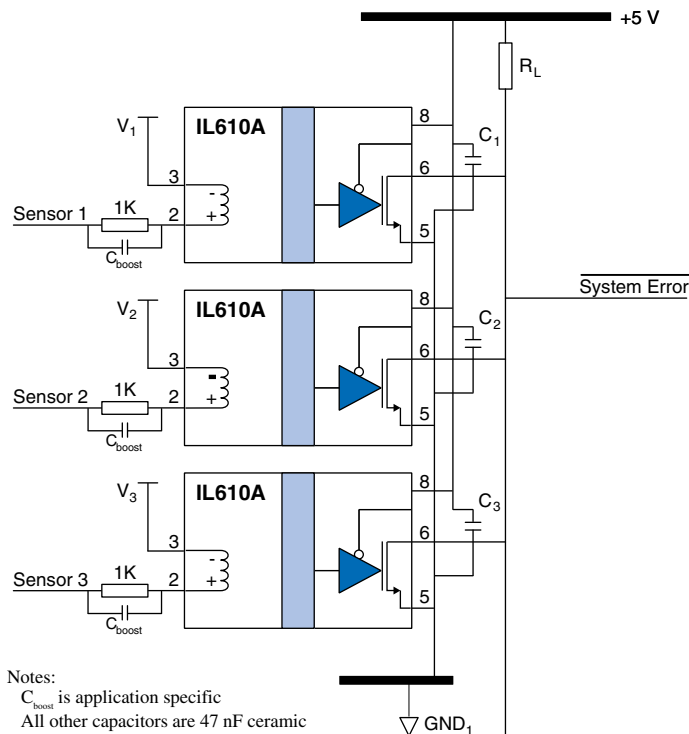 +5 V
R_L
IL610A
8
V_1
C_1
3
-
6
Sensor 1
1K
2
+
5
C_boost
System Error
IL610A
8
V_2
C_2
3
-
6
Sensor 2
1K
2
+
5
C_boost
IL610A
8
V_3
C_3
3
-
6
Sensor 3
1K
2
+
5
C_boost
Notes:
C_boost is application specific
All other capacitors are 47 nF ceramic
GND_1